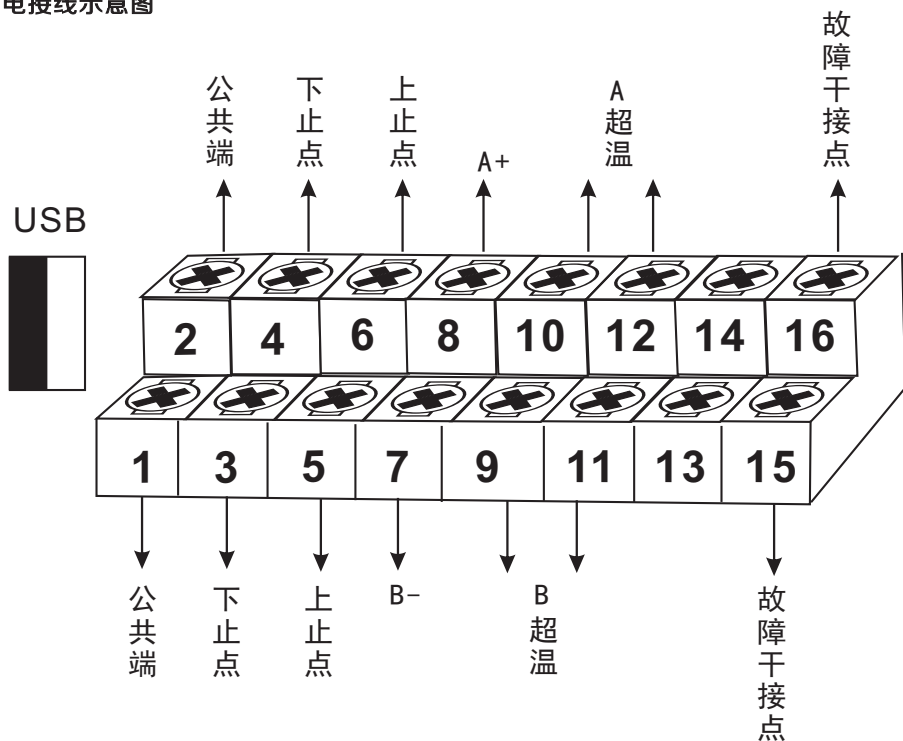 电接线示意图
公共端
下止点
上止点
A+
A超温
故障干接点
USB
2 4 6 8 10 12 14 16
1 3 5 7 9 11 13 15
公共端
下止点
上止点
B-
B超温
故障干接点